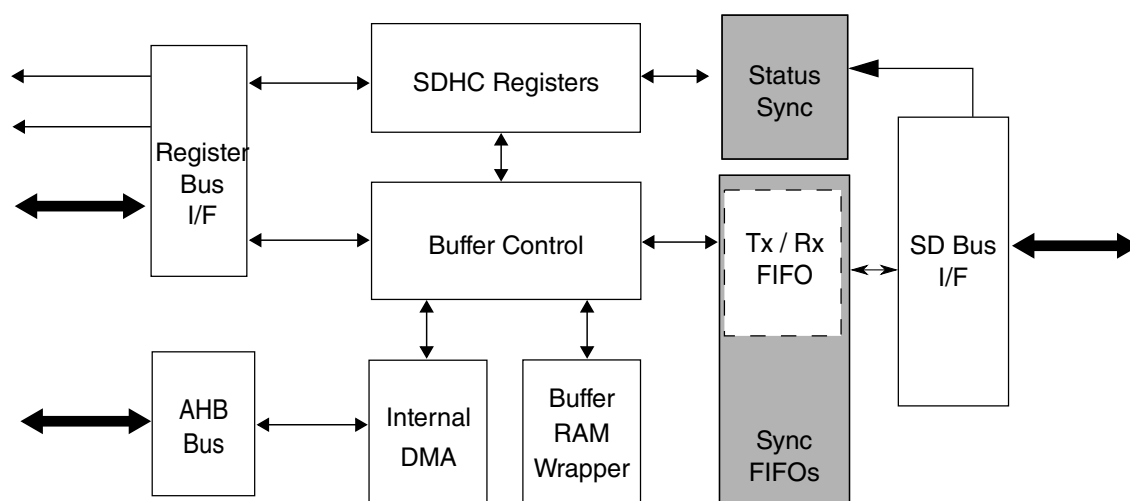 SDHC Registers
Status
Sync
Register
Bus
I/F
Buffer Control
Tx / Rx
FIFO
SD Bus
I/F
AHB
Bus
Internal
DMA
Buffer
RAM
Wrapper
Sync
FIFOs